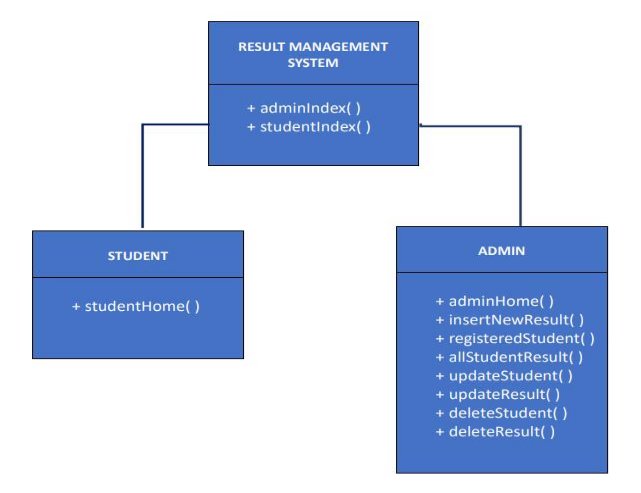 RESULT MANAGEMENT
SYSTEM
+ adminIndex( )
+ studentIndex( )
STUDENT
+ studentHome( )
ADMIN
+ adminHome( )
+ insertNewResult( )
+ registeredStudent( )
+ allStudentResult( )
+ updateStudent( )
+ updateResult( )
+ deleteStudent( )
+ deleteResult( )